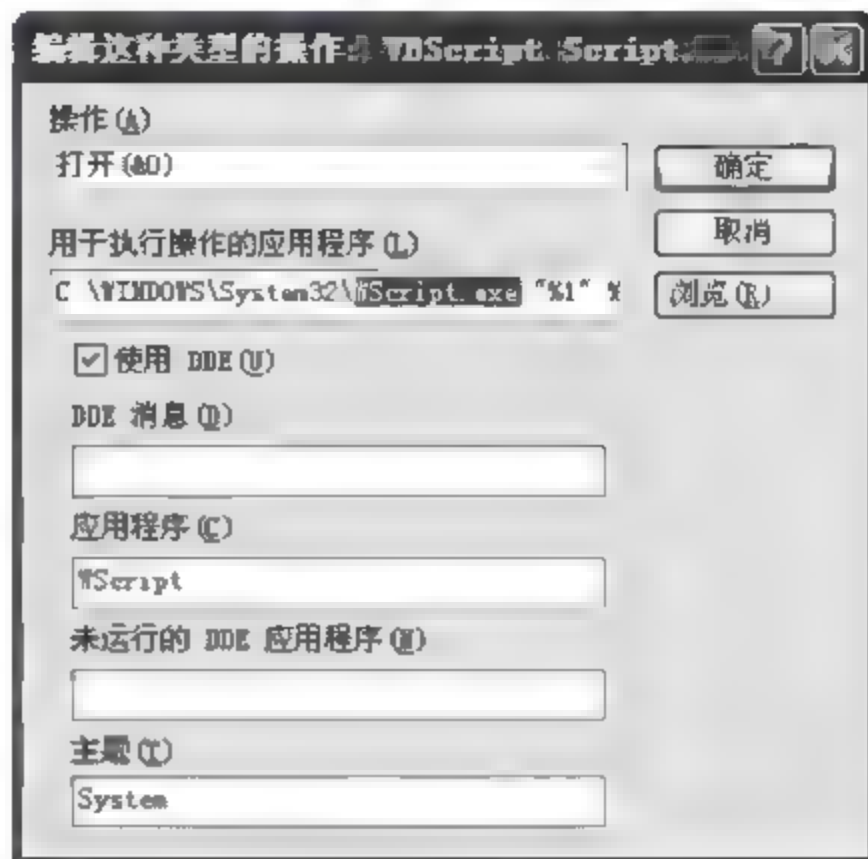 编辑这种类型的操作: VDScript Script
操作(A)
打开(&O)
确定
用于执行操作的应用程序(L)
取消
C \WINDOWS\System32\WScript.exe "%1" %
浏览(R)
使用 DDE(U)
DDE 消息(D)
应用程序(C)
WScript
未运行的 DDE 应用程序(N)
主题(T)
System